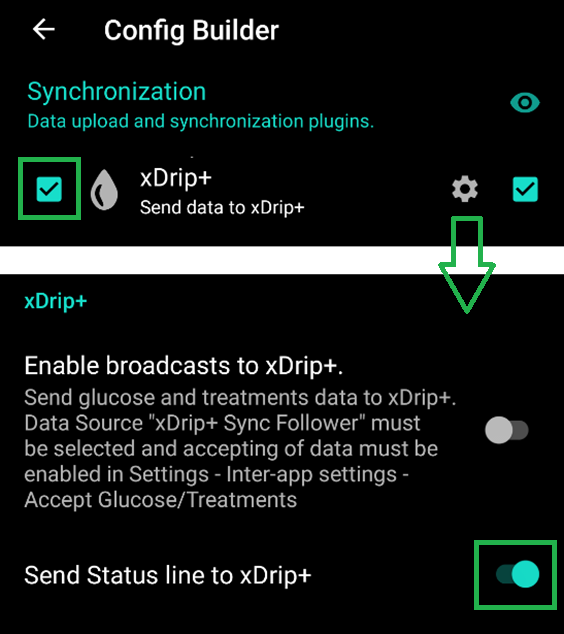 Config Builder
Synchronization
Data upload and synchronization plugins.
xDrip+
Send data to xDrip+
xDrip+
Enable broadcasts to xDrip+.
Send glucose and treatments data to xDrip+.
Data Source "xDrip+ Sync Follower" must
be selected and accepting of data must be
enabled in Settings - Inter-app settings -
Accept Glucose/Treatments
Send Status line to xDrip+